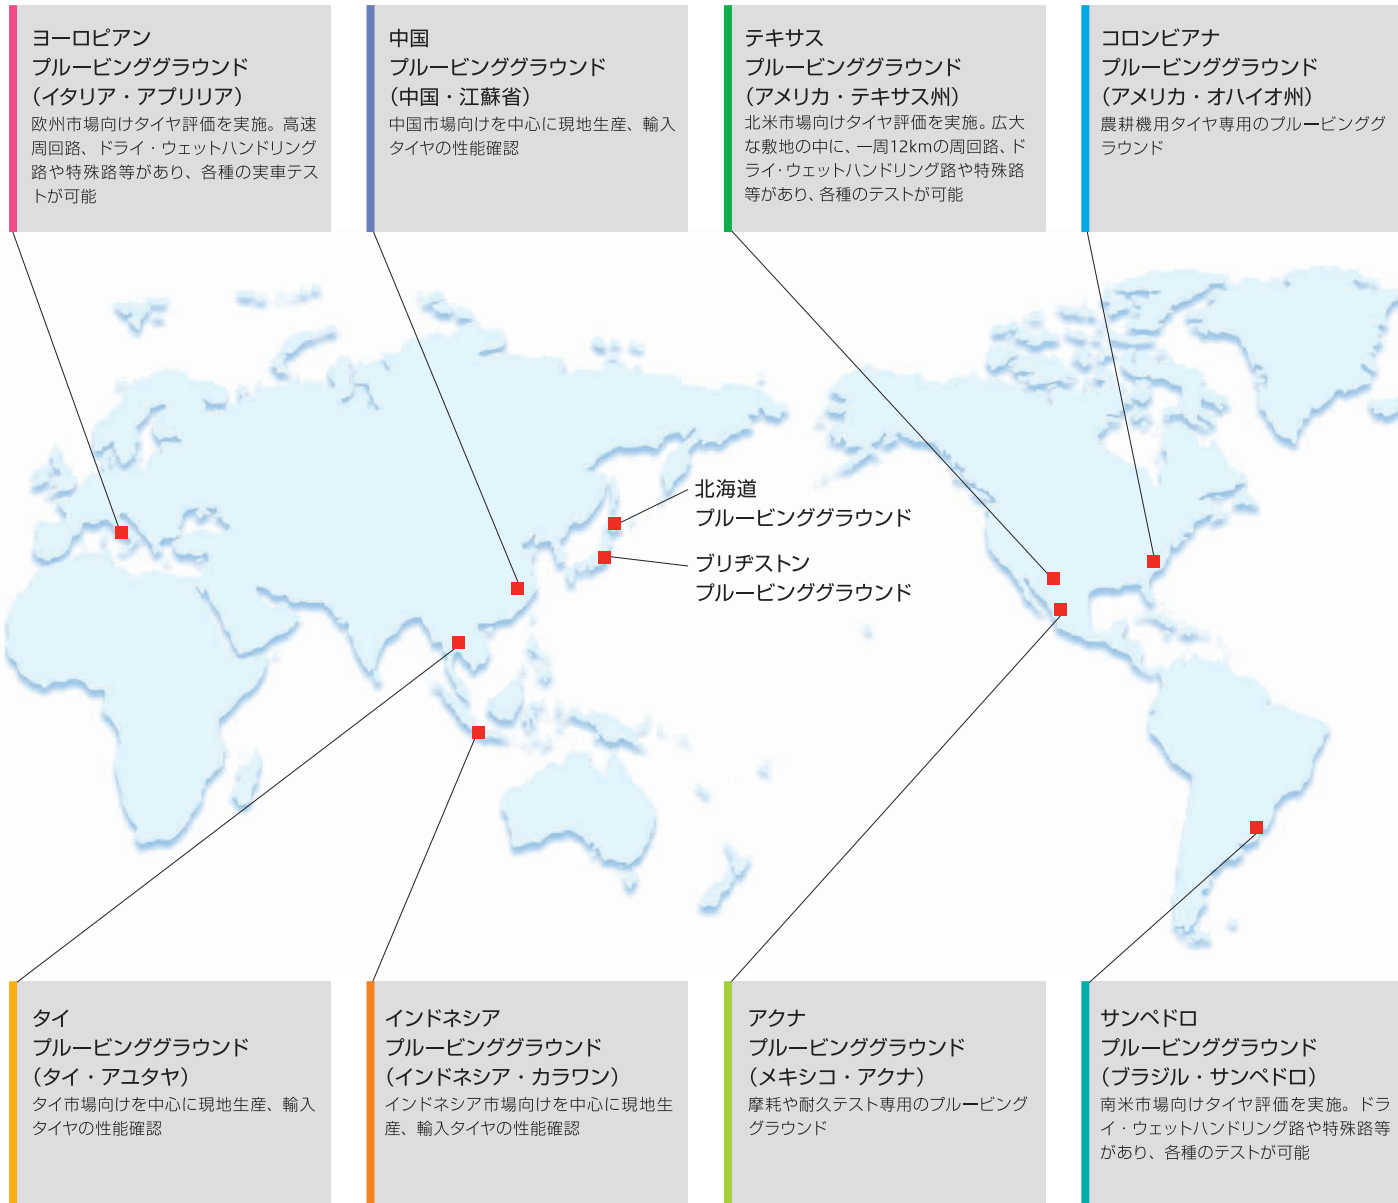 ヨーロピアン
プルービンググラウンド
（イタリア・アプリリア）
欧州市場向けタイヤ評価を実施。高速
周回路、ドライ・ウェットハンドリング
路や特殊路等があり、各種の実車テス
トが可能
中国
プルービンググラウンド
（中国・江蘇省）
中国市場向けを中心に現地生産、輸入
タイヤの性能確認
テキサス
プルービンググラウンド
（アメリカ・テキサス州）
北米市場向けタイヤ評価を実施。広大
な敷地の中に、一周12kmの周回路、ド
ライ・ウェットハンドリング路や特殊路
等があり、各種のテストが可能
コロンビアナ
プルービンググラウンド
（アメリカ・オハイオ州）
農耕機用タイヤ専用のプルービンググ
ラウンド
北海道
プルービンググラウンド
ブリヂストン
プルービンググラウンド
タイ
プルービンググラウンド
（タイ・アユタヤ）
タイ市場向けを中心に現地生産、輸入
タイヤの性能確認
インドネシア
プルービンググラウンド
（インドネシア・カラワン）
インドネシア市場向けを中心に現地生
産、輸入タイヤの性能確認
アクナ
プルービンググラウンド
（メキシコ・アクナ）
摩耗や耐久テスト専用のプルービング
グラウンド
サンペドロ
プルービンググラウンド
（ブラジル・サンペドロ）
南米市場向けタイヤ評価を実施。ドラ
イ・ウェットハンドリング路や特殊路等
があり、各種のテストが可能